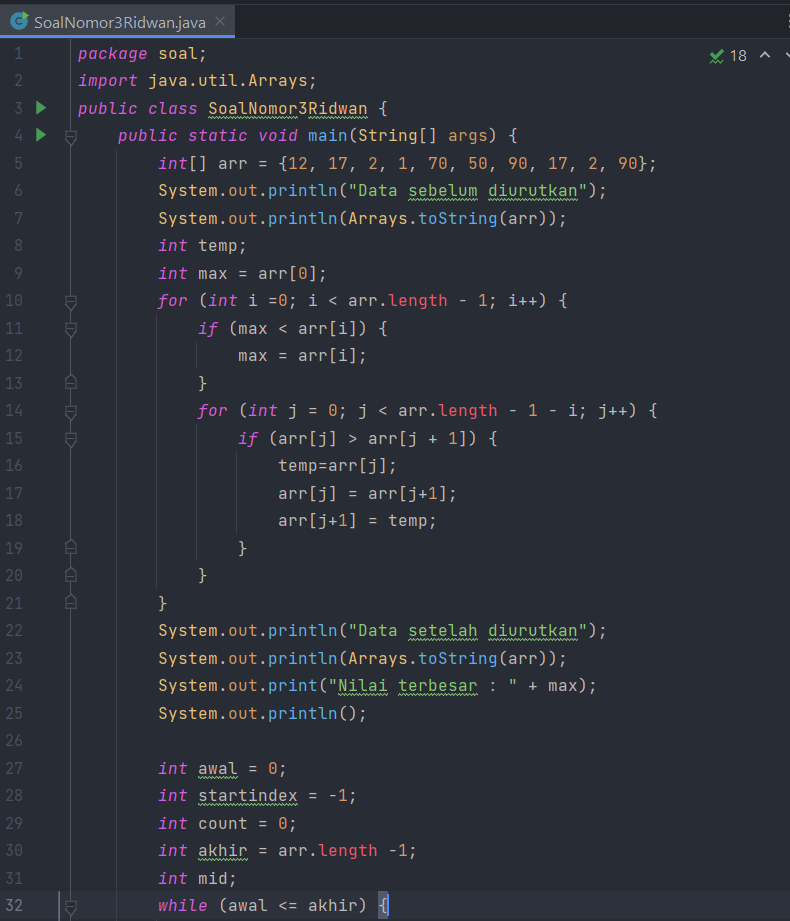 SoalNomor3Ridwan.java
18
1 package soal;
2 import java.util.Arrays;
3 public class SoalNomor3Ridwan {
4 public static void main(String[] args) {
5 int[] arr = {12, 17, 2, 1, 70, 50, 90, 17, 2, 90};
6 System.out.println("Data sebelum diurutkan");
7 System.out.println(Arrays.toString(arr));
8 int temp;
9 int max = arr[0];
10 for (int i =0; i < arr.length - 1; i++) {
11 if (max < arr[i]) {
12 max = arr[i];
13 }
14 for (int j = 0; j < arr.length - 1 - i; j++) {
15 if (arr[j] > arr[j + 1]) {
16 temp=arr[j];
17 arr[j] = arr[j+1];
18 arr[j+1] = temp;
19 }
20 }
21 }
22 System.out.println("Data setelah diurutkan");
23 System.out.println(Arrays.toString(arr));
24 System.out.print("Nilai terbesar : " + max);
25 System.out.println();
26
27 int awal = 0;
28 int startindex = -1;
29 int count = 0;
30 int akhir = arr.length -1;
31 int mid;
32 while (awal <= akhir) {